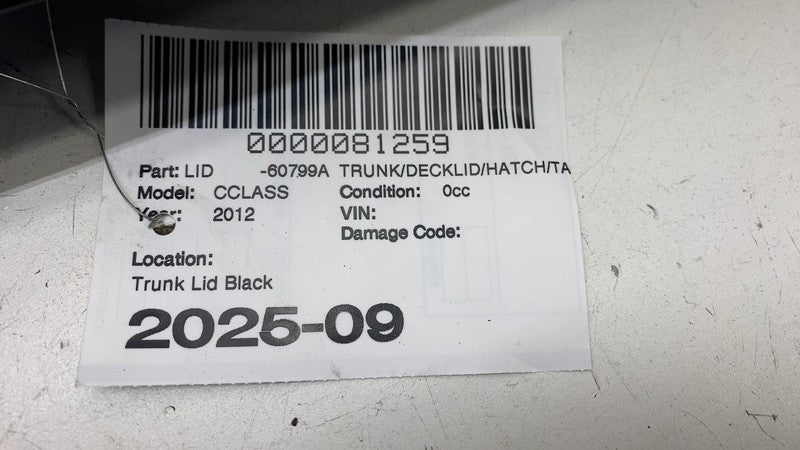 0000081259
Part: LID -60799A TRUNK/DECKLID/HATCH/TA
Model: CCLASS Condition: 0cc
Year: 2012 VIN:
Damage Code:
Location:
Trunk Lid Black
2025-09